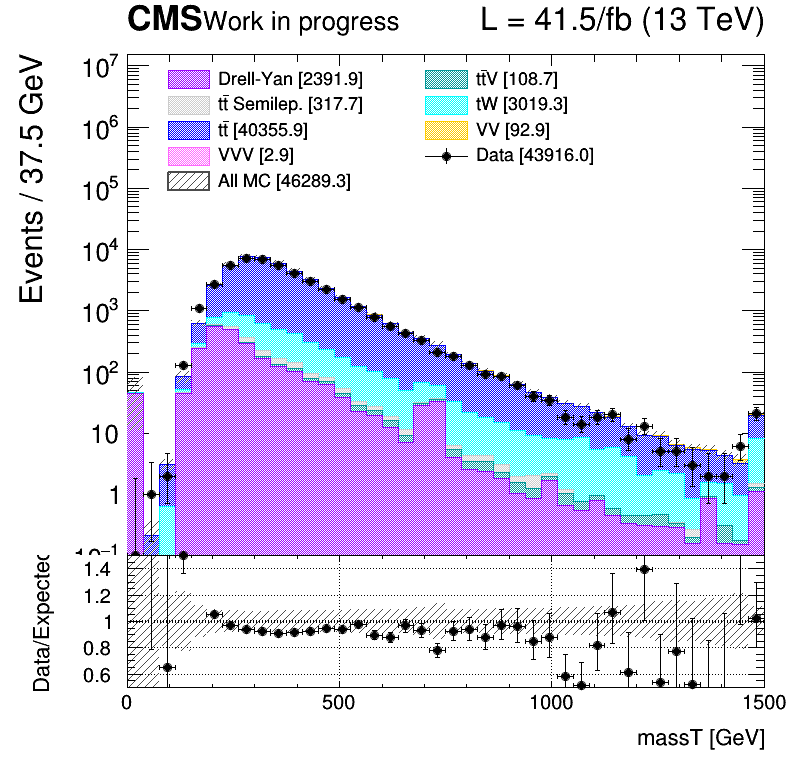 CMS Work in progress L = 41.5/fb (13 TeV)
Events / 37.5 GeV
10⁷
10⁶
10⁵
10⁴
10³
10²
10
1
10⁻¹
Drell-Yan [2391.9]
tt̄ Semilep. [317.7]
tt̄ [40355.9]
VVV [2.9]
All MC [46289.3]
tt̄V [108.7]
tW [3019.3]
VV [92.9]
Data [43916.0]
Data/Expected
1.4
1.2
1
0.8
0.6
0 500 1000 1500
massT [GeV]